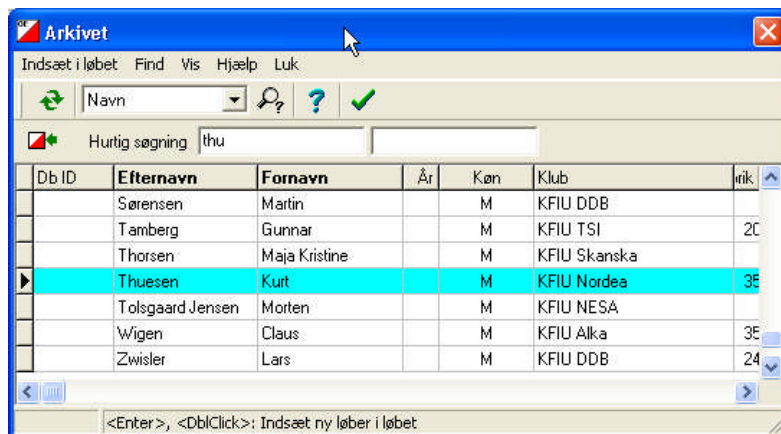 OE Arkivet
Indsæt i løbet Find Vis Hjælp Luk
Navn
Hurtig søgning thu
Db ID Efternavn Fornavn År Køn Klub rik
Sørensen Martin M KFIU DDB
Tamberg Gunnar M KFIU TSI 20
Thorsen Maja Kristine M KFIU Skanska
Thuesen Kurt M KFIU Nordea 35
Tolsgaard Jensen Morten M KFIU NESA
Wigen Claus M KFIU Alka 35
Zwisler Lars M KFIU DDB 24
<Enter>, <DblClick>: Indsæt ny løber i løbet